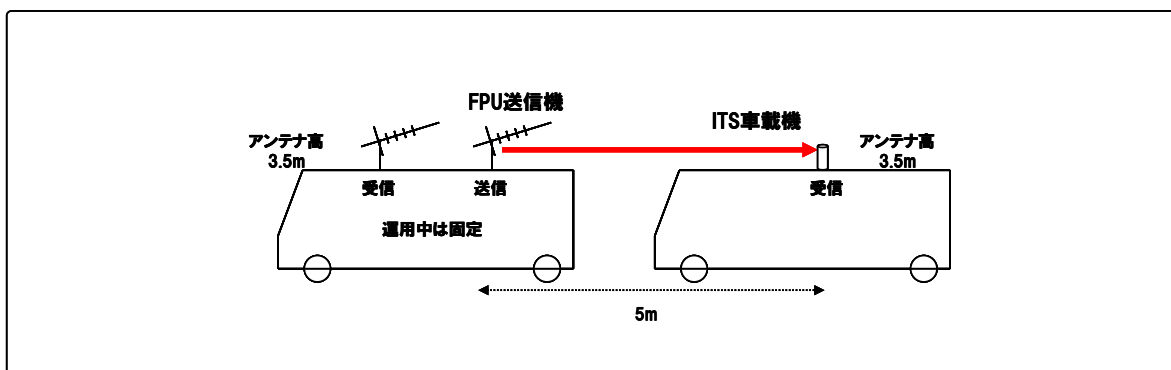 FPU送信機
ITS車載機
アンテナ高
3.5m
アンテナ高
3.5m
受信
送信
受信
運用中は固定
5m